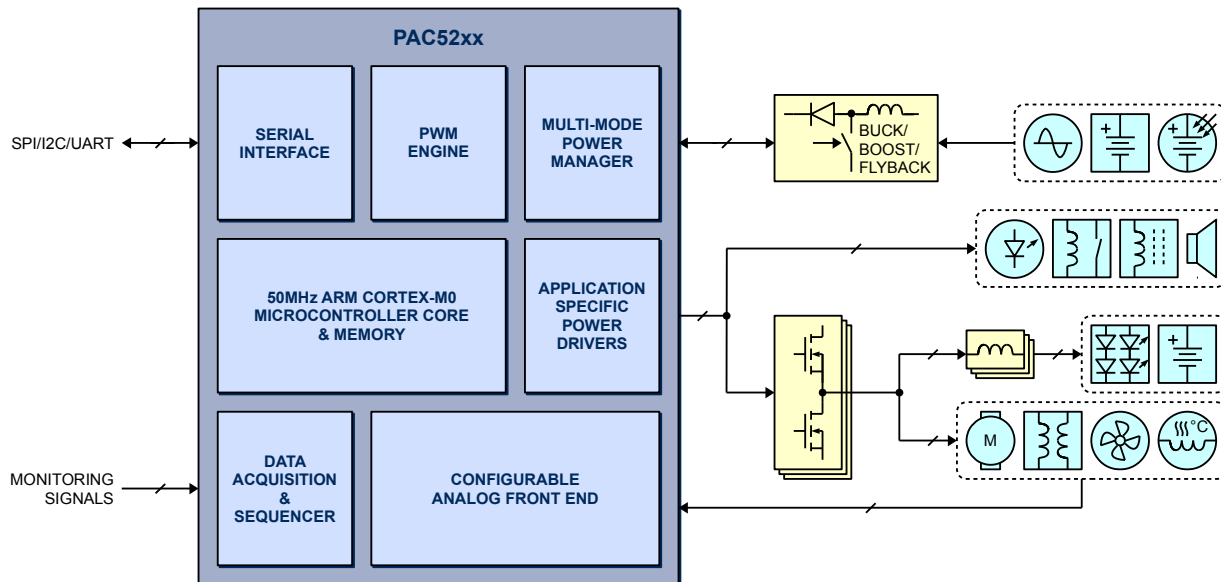 PAC52xx
SERIAL
INTERFACE
PWM
ENGINE
MULTI-MODE
POWER
MANAGER
SPI/I2C/UART
BUCK/
BOOST/
FLYBACK
+
+
50MHz ARM CORTEX-M0
MICROCONTROLLER CORE
& MEMORY
APPLICATION
SPECIFIC
POWER
DRIVERS
+
M
°C
DATA
ACQUISITION
&
SEQUENCER
CONFIGURABLE
ANALOG FRONT END
MONITORING
SIGNALS